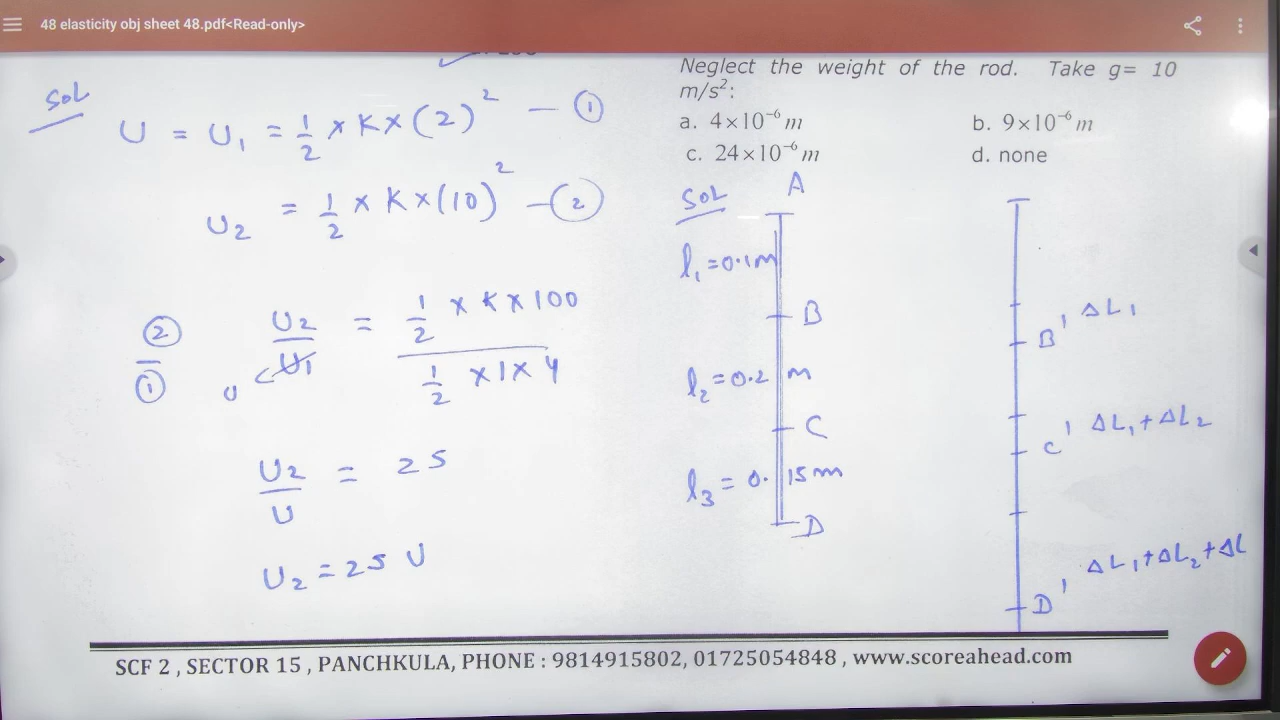 48 elasticity obj sheet 48.pdf<Read-only>
Sol
U = U₁ = 1/2 × K × (2)² — ①
U₂ = 1/2 × K × (10)² — ②
② / ① U₂ / U₁ = 1/2 × K × 100 / 1/2 × 1 × 4
U
U₂ / U = 25
U₂ = 25 U
Neglect the weight of the rod. Take g= 10
m/s²:
a. 4×10⁻⁶ m b. 9×10⁻⁶ m
c. 24×10⁻⁶ m d. none
Sol A
l₁ = 0.1m
B
l₂ = 0.2 m
C
l₃ = 0.15m
D
B' ΔL₁
C' ΔL₁ + ΔL₂
D' ΔL₁ + ΔL₂ + ΔL
SCF 2 , SECTOR 15 , PANCHKULA, PHONE : 9814915802, 01725054848 , www.scoreahead.com